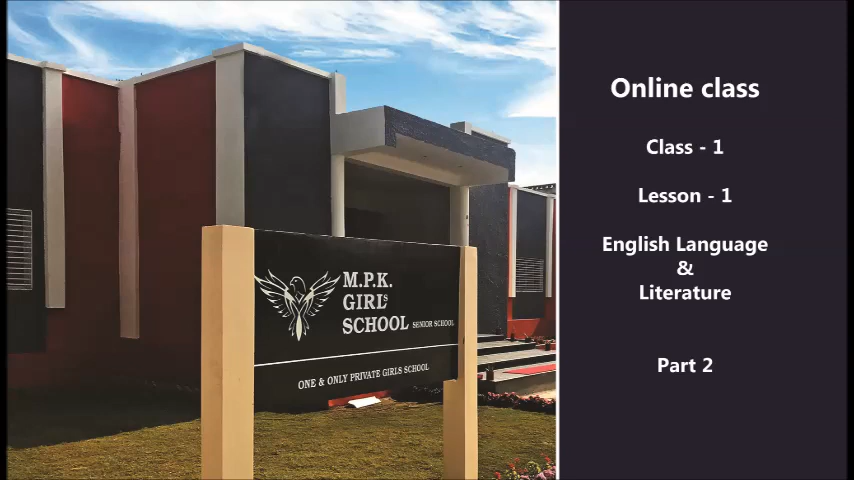 M.P.K.
GIRLS
SCHOOL SENIOR SCHOOL
ONE & ONLY PRIVATE GIRLS SCHOOL
Online class
Class - 1
Lesson - 1
English Language
&
Literature
Part 2